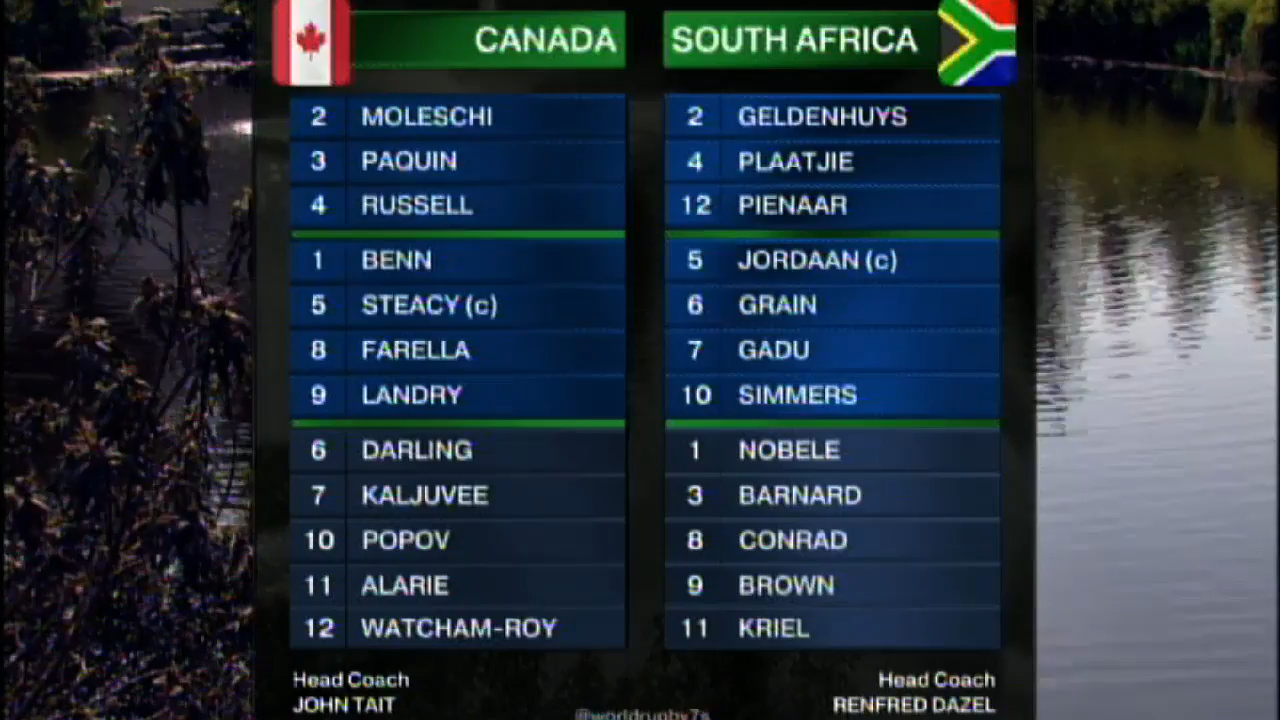 CANADA SOUTH AFRICA
2 MOLESCHI 2 GELDENHUYS
3 PAQUIN 4 PLAATJIE
4 RUSSELL 12 PIENAAR
1 BENN 5 JORDAAN (c)
5 STEACY (c) 6 GRAIN
8 FARELLA 7 GADU
9 LANDRY 10 SIMMERS
6 DARLING 1 NOBELE
7 KALJUVEE 3 BARNARD
10 POPOV 8 CONRAD
11 ALARIE 9 BROWN
12 WATCHAM-ROY 11 KRIEL
Head Coach Head Coach
JOHN TAIT RENFRED DAZEL
@worldrugby7s